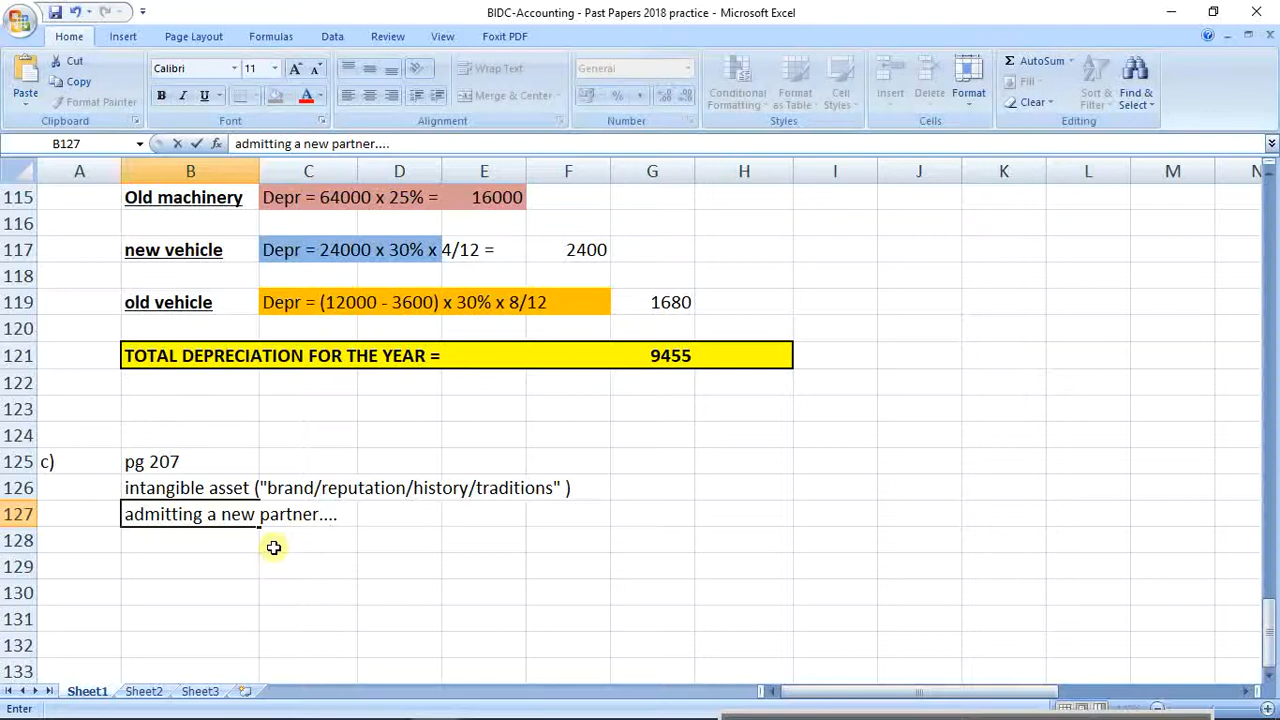 BIDC-Accounting - Past Papers 2018 practice - Microsoft Excel
Home Insert Page Layout Formulas Data Review View Foxit PDF
Paste Cut Copy Format Painter Clipboard
Calibri 11 A A B I U A Font
Wrap Text Merge & Center Alignment
General % , Number
Conditional Formatting Format as Table Cell Styles Styles
Insert Delete Format Cells
Σ AutoSum Fill Clear Sort & Filter Find & Select Editing
B127 fx admitting a new partner....
A B C D E F G H I J K L M N
115 Old machinery Depr = 64000 x 25% = 16000
116
117 new vehicle Depr = 24000 x 30% x 4/12 = 2400
118
119 old vehicle Depr = (12000 - 3600) x 30% x 8/12 1680
120
121 TOTAL DEPRECIATION FOR THE YEAR = 9455
122
123
124
125 c) pg 207
126 intangible asset ("brand/reputation/history/traditions" )
127 admitting a new partner....
128
129
130
131
132
133
Sheet1 Sheet2 Sheet3
Enter